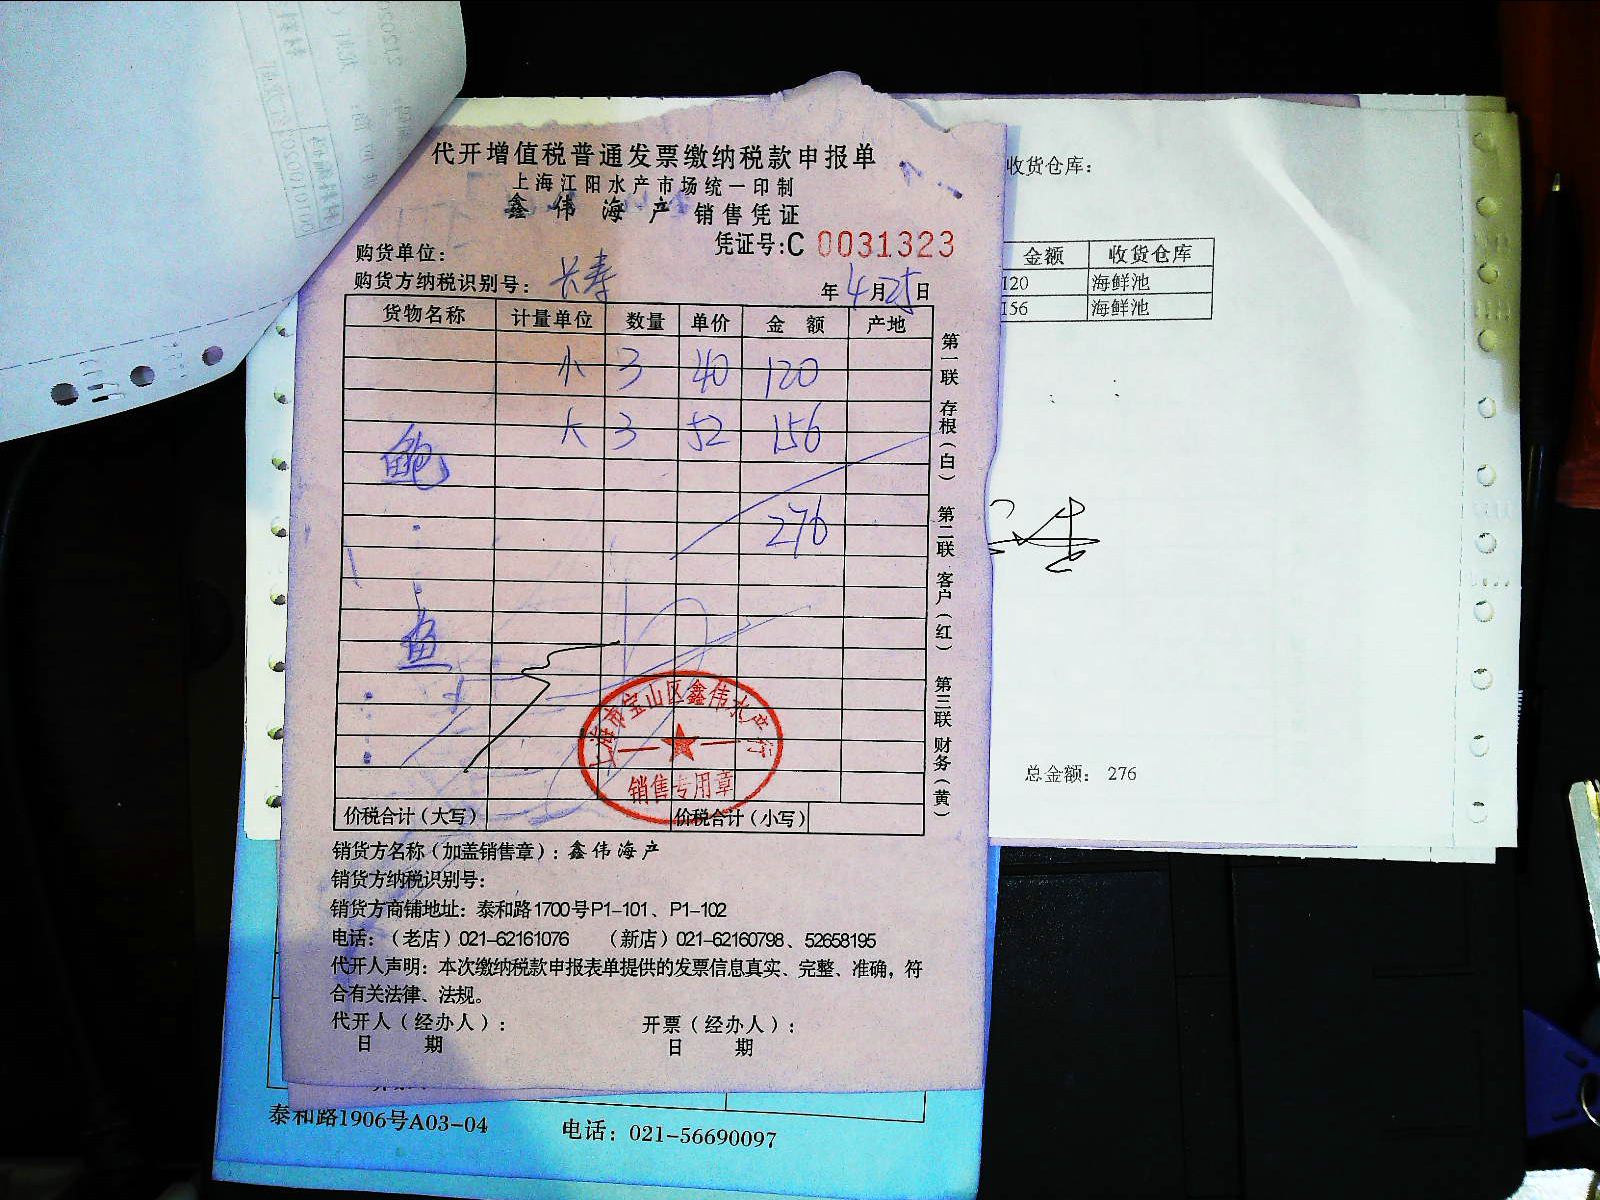 代开增值税普通发票缴纳税款申报单
上海江阳水产市场统一印制
鑫伟海产 销售凭证
凭证号:C 0031323
购货单位：
购货方纳税识别号：长寿
年4月25日
货物名称 计量单位 数量 单价 金额 产地
小 3 40 120
大 3 52 156
鲍
276
鱼
上海市宝山区鑫伟水产行
销售专用章
价税合计（大写） 价税合计（小写）
第一联 存根（白） 第二联 客户（红） 第三联 财务（黄）
销货方名称（加盖销售章）：鑫伟海产
销货方纳税识别号：
销货方商铺地址：泰和路1700号P1-101、P1-102
电话：（老店）021-62161076 （新店）021-62160798、52658195
代开人声明：本次缴纳税款申报表单提供的发票信息真实、完整、准确，符
合有关法律、法规。
代开人（经办人）： 开票（经办人）：
日 期 日 期
收货仓库：
金额 收货仓库
120 海鲜池
156 海鲜池
总金额： 276
泰和路1906号A03-04 电话：021-56690097